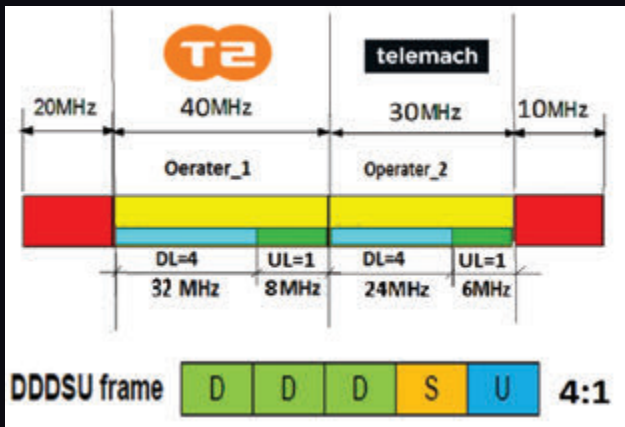 T2 telemach
20MHz 40MHz 30MHz 10MHz
Oerater_1 Operater_2
DL=4 UL=1 DL=4 UL=1
32 MHz 8MHz 24MHz 6MHz
DDDSU frame D D D S U 4:1